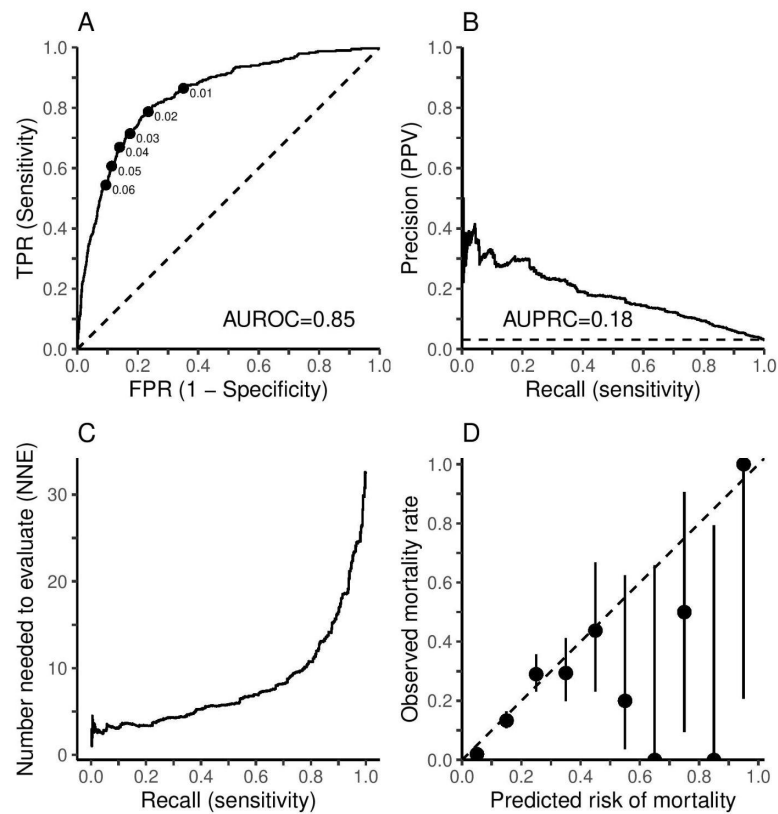 A
TPR (Sensitivity)
1.0
0.8
0.6
0.4
0.2
0.0
0.01
0.02
0.03
0.04
0.05
0.06
AUROC=0.85
0.0 0.2 0.4 0.6 0.8 1.0
FPR (1 − Specificity)
B
Precision (PPV)
1.0
0.8
0.6
0.4
0.2
0.0
AUPRC=0.18
0.0 0.2 0.4 0.6 0.8 1.0
Recall (sensitivity)
C
Number needed to evaluate (NNE)
30
20
10
0
0.0 0.2 0.4 0.6 0.8 1.0
Recall (sensitivity)
D
Observed mortality rate
1.0
0.8
0.6
0.4
0.2
0.0
0.0 0.2 0.4 0.6 0.8 1.0
Predicted risk of mortality